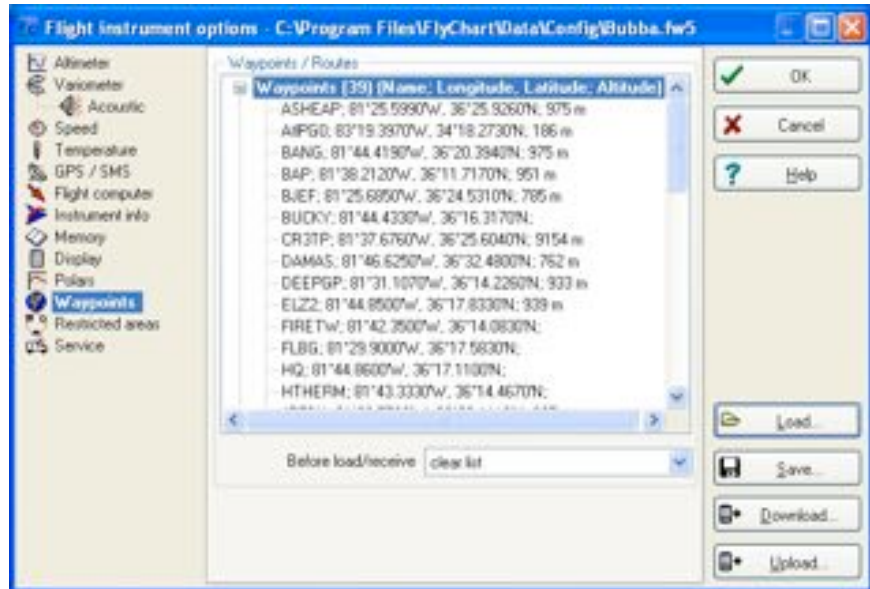 Flight instrument options - C:\Program Files\FlyChart\Data\Config\Bubba.fw5
Altimeter
Variometer
Acoustic
Speed
Temperature
GPS / SMS
Flight computer
Instrument info
Memory
Display
Polars
Waypoints
Restricted areas
Service
Waypoints / Routes
Waypoints [39] (Name; Longitude, Latitude; Altitude)
ASHEAP; 81°25.5990'W, 36°25.9260'N; 975 m
AtlPGD; 83°19.3970'W, 34°18.2730'N; 186 m
BANG; 81°44.4190'W, 36°20.3940'N; 975 m
BAP; 81°38.2120'W, 36°11.7170'N; 951 m
BJEF; 81°25.6850'W, 36°24.5310'N; 785 m
BUCKY; 81°44.4330'W, 36°16.3170'N;
CR3TP; 81°37.6760'W, 36°25.6040'N; 9154 m
DAMAS; 81°46.6250'W, 36°32.4800'N; 762 m
DEEPGP; 81°31.1070'W, 36°14.2260'N; 933 m
ELZ2; 81°44.8500'W, 36°17.8330'N; 939 m
FIRETW; 81°42.3500'W, 36°14.0830'N;
FLBG; 81°29.9000'W, 36°17.5830'N;
HQ; 81°44.8600'W, 36°17.1100'N;
HTHERM; 81°43.3330'W, 36°14.4670'N;
Before load/receive clear list
OK
Cancel
Help
Load...
Save...
Download...
Upload...